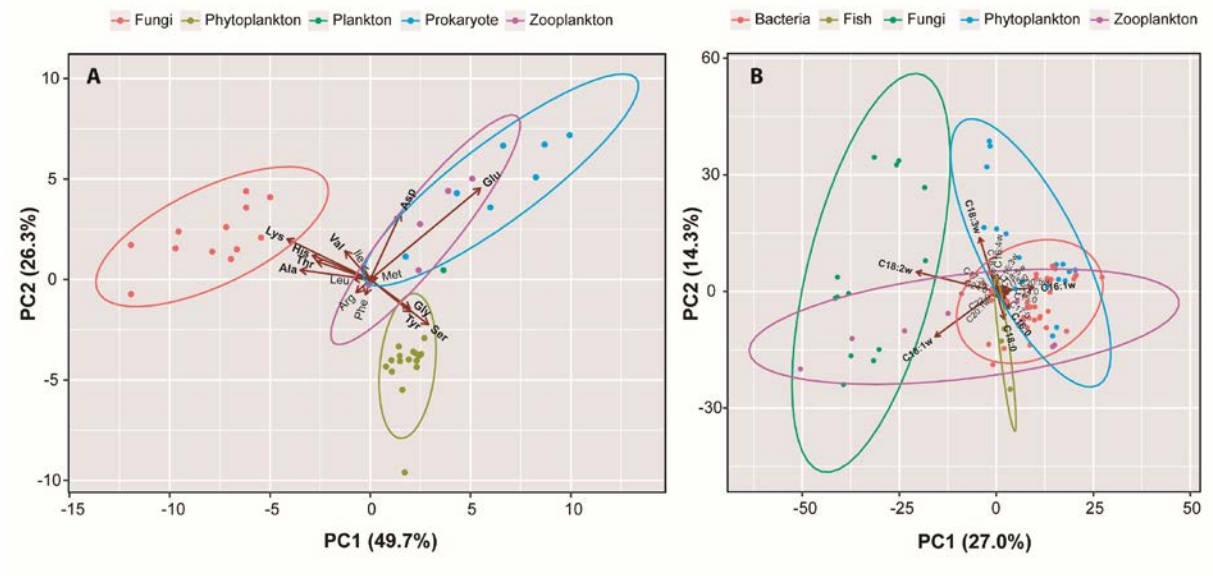 Fungi Phytoplankton Plankton Prokaryote Zooplankton
A
10
5
0
-5
-10
-15 -10 -5 0 5 10
PC1 (49.7%)
PC2 (26.3%)
Glu
Asp
Lys
Val
Ile
His
Thr
Ala
Leu
Met
Arg
Phe
Gly
Tyr
Ser
Bacteria Fish Fungi Phytoplankton Zooplankton
B
60
30
0
-30
-50 -25 0 25 50
PC1 (27.0%)
PC2 (14.3%)
C18:3w
C18:2w
C16:1w
C18:1w
C16:0
C18:0